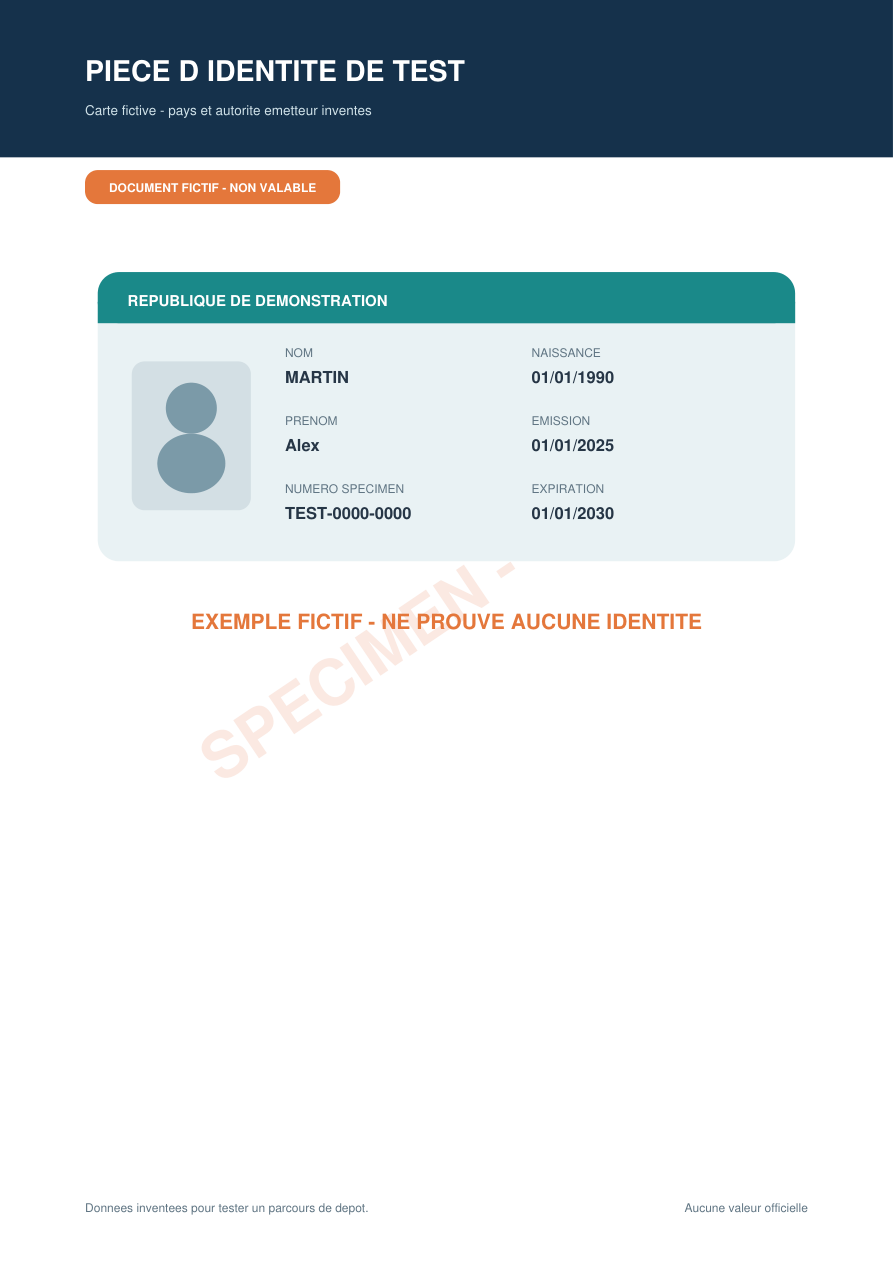 PIECE D IDENTITE DE TEST
Carte fictive - pays et autorite emetteur inventes
DOCUMENT FICTIF - NON VALABLE
REPUBLIQUE DE DEMONSTRATION
NOM
MARTIN
NAISSANCE
01/01/1990
PRENOM
Alex
EMISSION
01/01/2025
NUMERO SPECIMEN
TEST-0000-0000
EXPIRATION
01/01/2030
SPECIMEN -
EXEMPLE FICTIF - NE PROUVE AUCUNE IDENTITE
Donnees inventees pour tester un parcours de depot.
Aucune valeur officielle